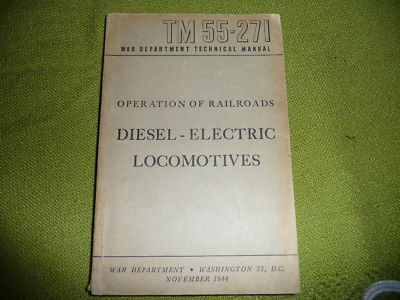 TM 55-271
WAR DEPARTMENT TECHNICAL MANUAL
OPERATION OF RAILROADS
DIESEL-ELECTRIC
LOCOMOTIVES
WAR DEPARTMENT • WASHINGTON 25, D.C.
NOVEMBER 1944